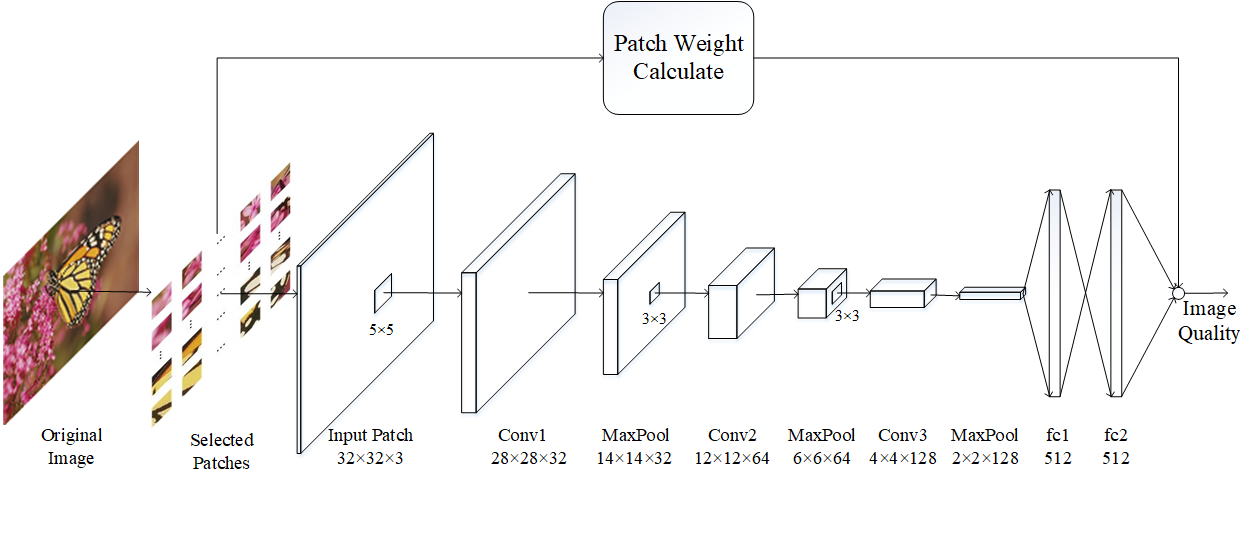 Patch Weight
Calculate
5×5
3×3
3×3
Image
Quality
Original
Image
Selected
Patches
Input Patch
32×32×3
Conv1
28×28×32
MaxPool
14×14×32
Conv2
12×12×64
MaxPool
6×6×64
Conv3
4×4×128
MaxPool
2×2×128
fc1
512
fc2
512